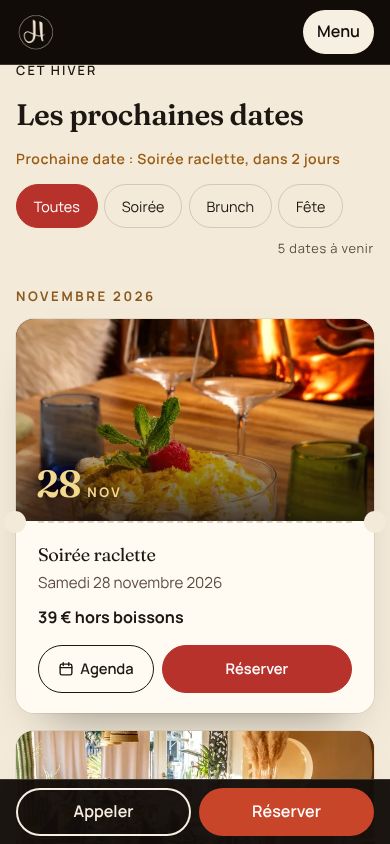 Menu
CET HIVER
Les prochaines dates
Prochaine date : Soirée raclette, dans 2 jours
Toutes
Soirée
Brunch
Fête
5 dates à venir
NOVEMBRE 2026
28 NOV
Soirée raclette
Samedi 28 novembre 2026
39 € hors boissons
Agenda
Réserver
Appeler
Réserver